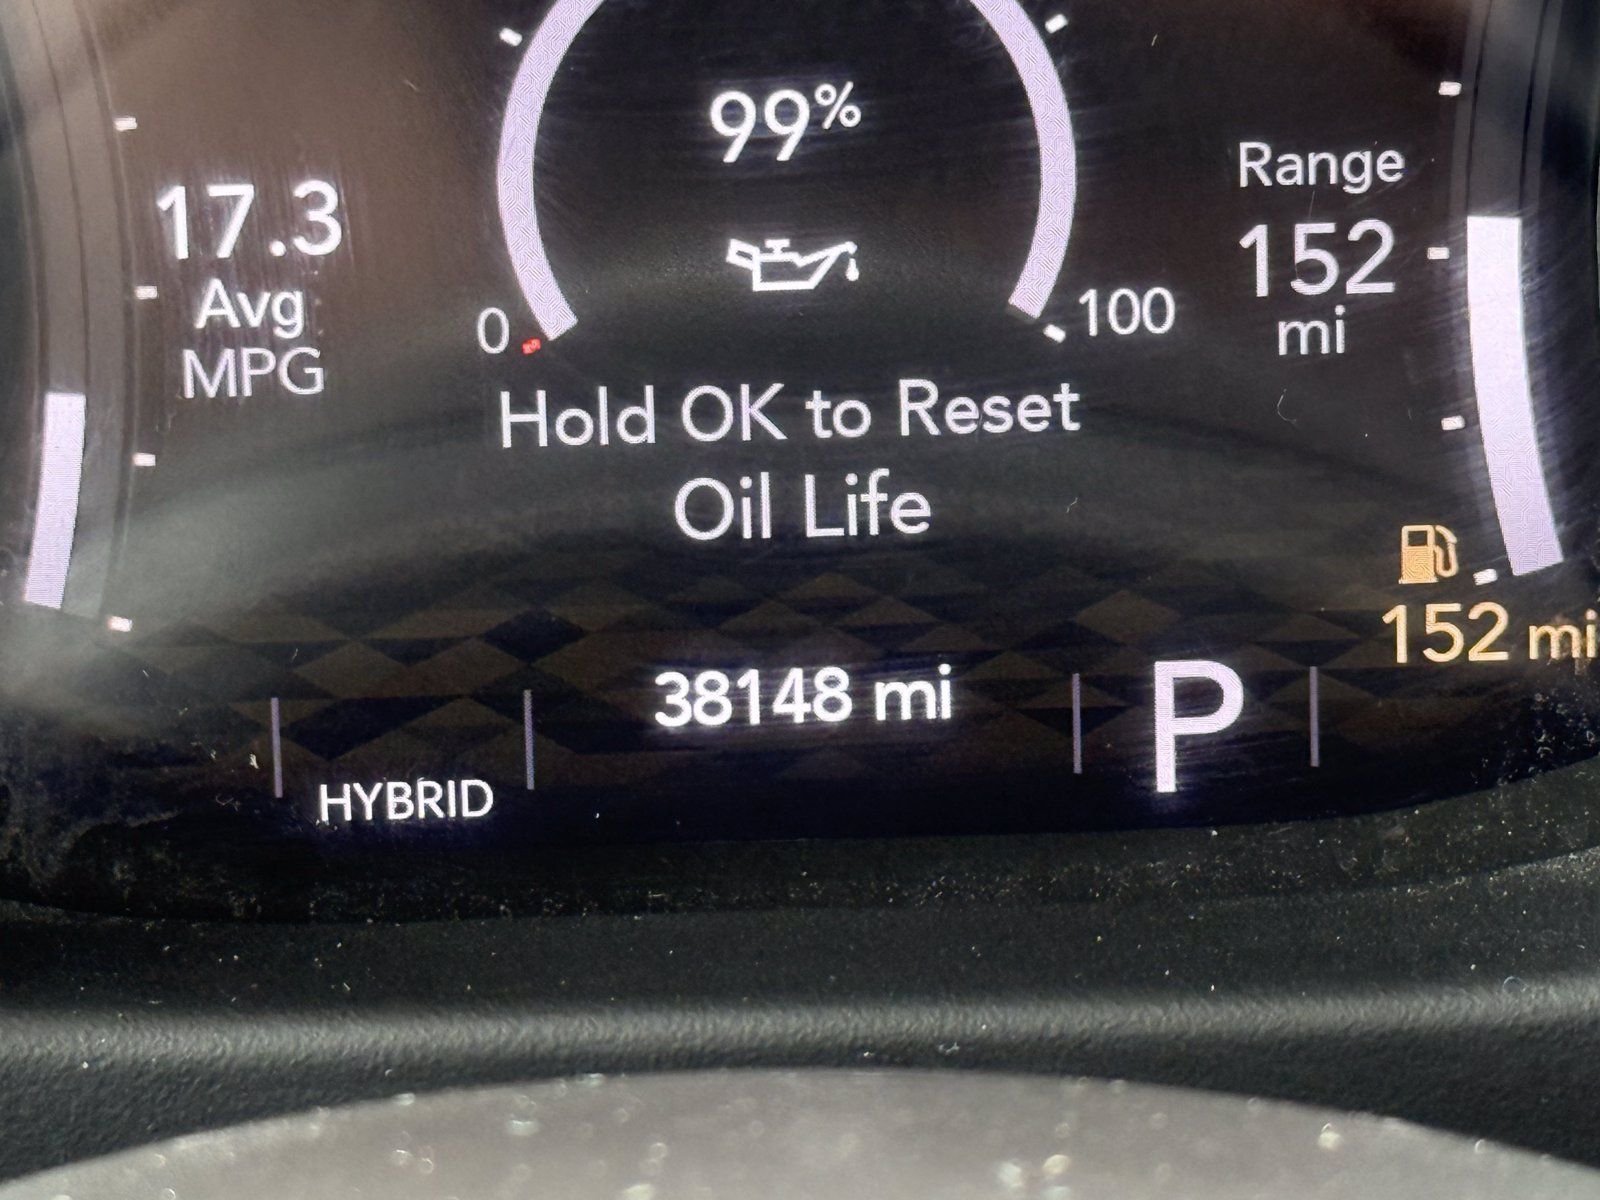 99%
17.3
Avg
MPG
Range
152
mi
0
100
Hold OK to Reset
Oil Life
152 mi
38148 mi
P
HYBRID